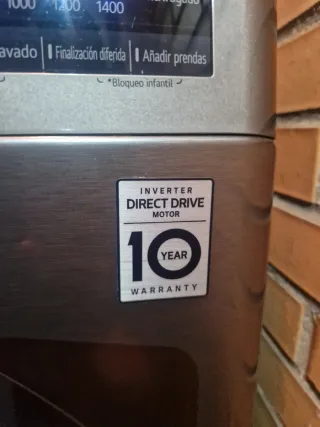 1000 1200 1400
avado Finalización diferida Añadir prendas
*Bloqueo infantil
INVERTER
DIRECT DRIVE
MOTOR
10 YEAR
WARRANTY